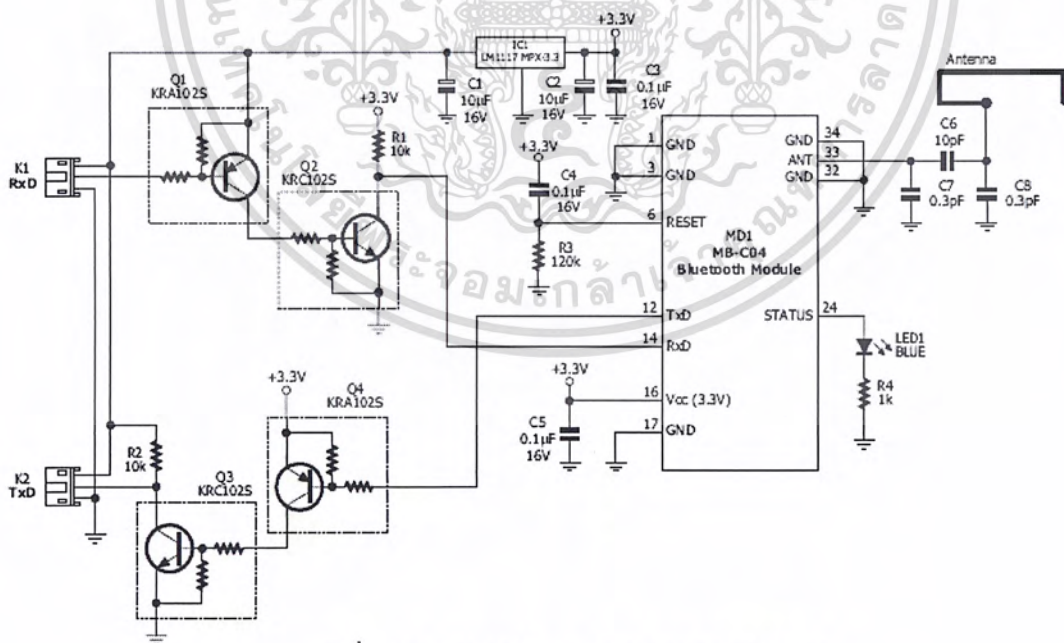 +3.3V
IC1
LM1117 MPX-3.3
Q1
KRA102S
+3.3V
C1
10µF
16V
C2
10µF
16V
C3
0.1µF
16V
Antenna
K1
RxD
R1
10k
Q2
KRC102S
+3.3V
C4
0.1µF
16V
R3
120k
1 GND
3 GND
6 RESET
GND 34
ANT 33
GND 32
C6
10pF
C7
0.3pF
C8
0.3pF
MD1
MB-C04
Bluetooth Module
12 TxD
14 RxD
STATUS 24
LED1
BLUE
R4
1k
+3.3V
16 Vcc (3.3V)
17 GND
C5
0.1µF
16V
+3.3V
Q4
KRA102S
R2
10k
K2
TxD
Q3
KRC102S